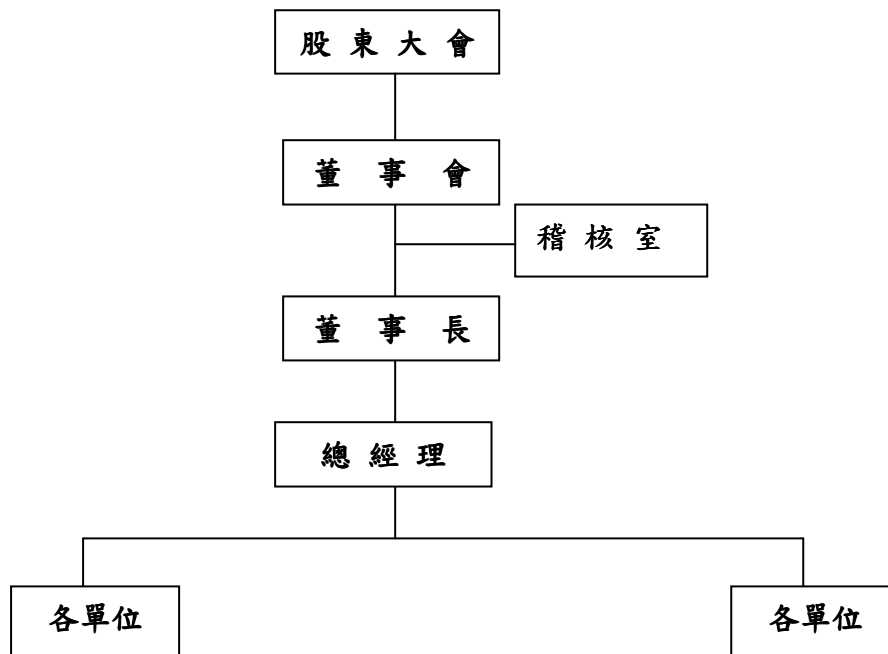 股東大會
董事會
稽核室
董事長
總經理
各單位
各單位